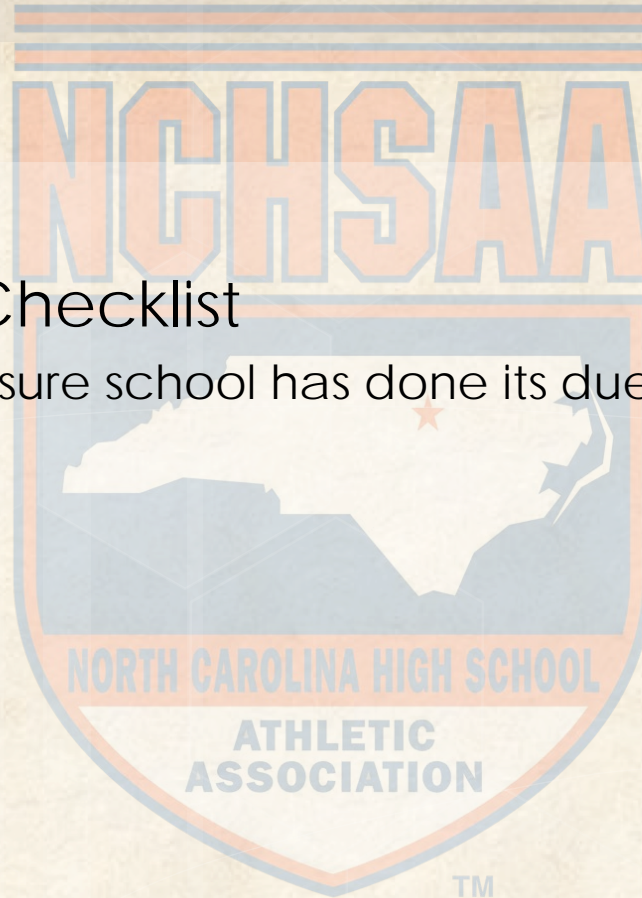 NCHSAA
Checklist
sure school has done its due
NORTH CAROLINA HIGH SCHOOL
ATHLETIC
ASSOCIATION
TM